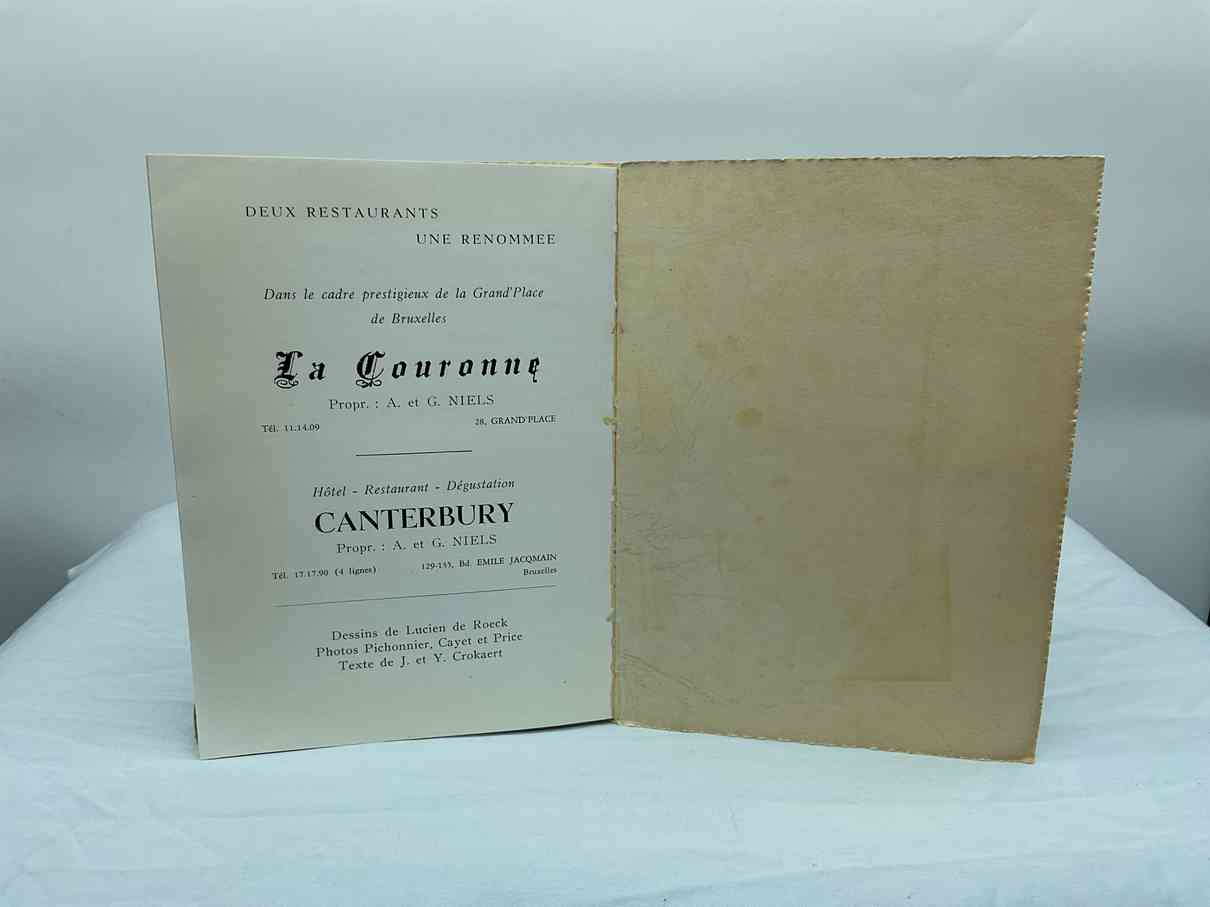 DEUX RESTAURANTS
UNE RENOMMEE
Dans le cadre prestigieux de la Grand'Place
de Bruxelles
La Couronne
Propr. : A. et G. NIELS
Tél. 11.14.09
28, GRAND'PLACE
Hôtel - Restaurant - Dégustation
CANTERBURY
Propr. : A. et G. NIELS
Tél. 17.17.90 (4 lignes)
129-135, Bd. EMILE JACQMAIN
Bruxelles
Dessins de Lucien de Roeck
Photos Pichonnier, Cayet et Price
Texte de J. et Y. Crokaert